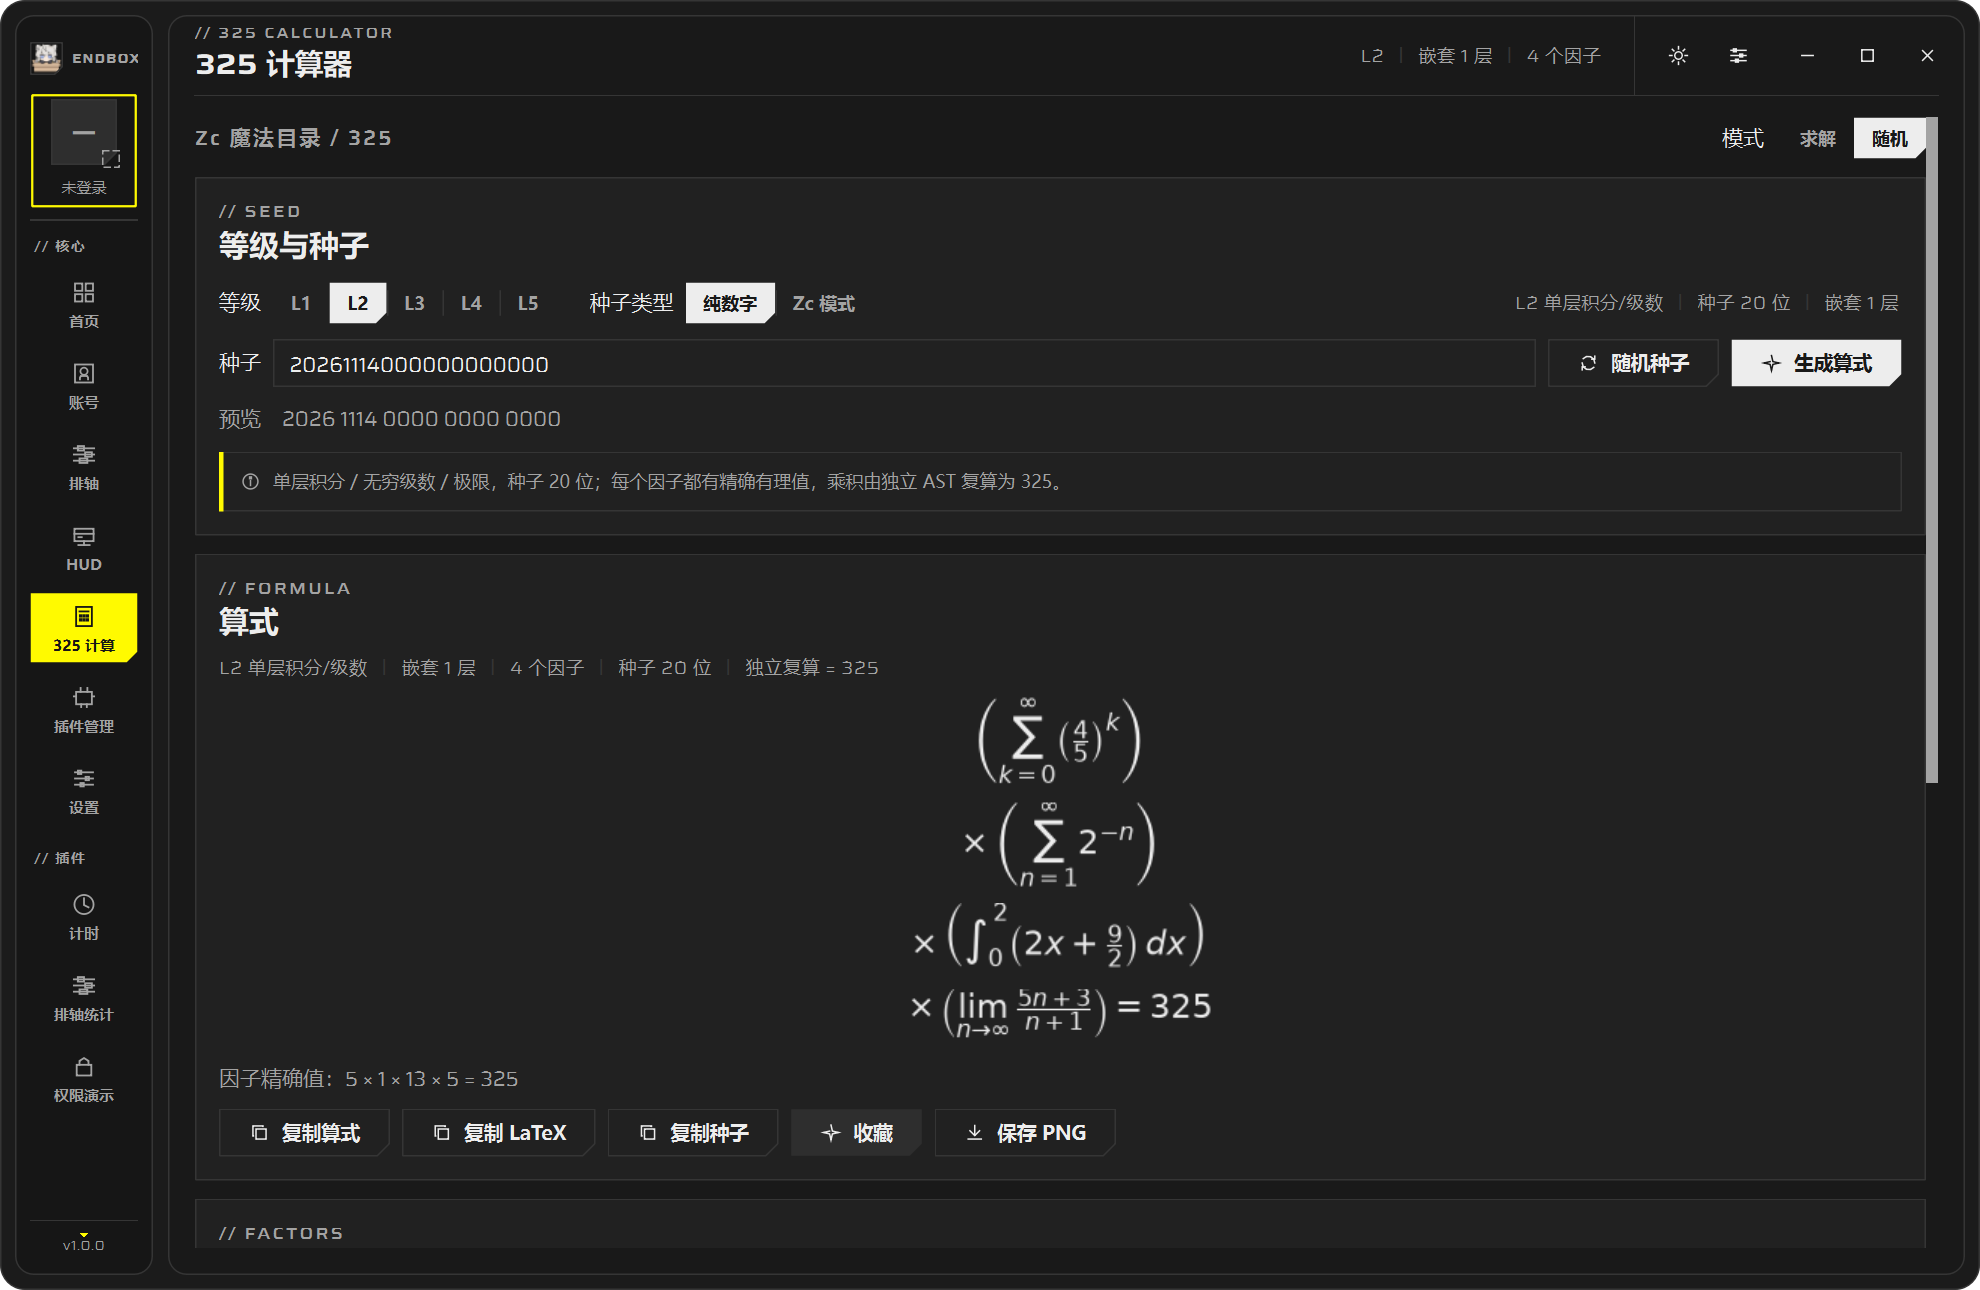 ENDBOX
未登录
// 核心
首页
账号
排轴
HUD
325 计算
插件管理
设置
// 插件
计时
排轴统计
权限演示
v1.0.0
// 325 CALCULATOR
325 计算器
L2 嵌套 1 层 4 个因子
Zc 魔法目录 / 325
模式 求解 随机
// SEED
等级与种子
等级 L1 L2 L3 L4 L5 种子类型 纯数字 Zc 模式 L2 单层积分/级数 种子 20 位 嵌套 1 层
种子 20261114000000000000 随机种子 生成算式
预览 2026 1114 0000 0000 0000
单层积分 / 无穷级数 / 极限，种子 20 位；每个因子都有精确有理值，乘积由独立 AST 复算为 325。
// FORMULA
算式
L2 单层积分/级数 嵌套 1 层 4 个因子 种子 20 位 独立复算 = 325
(∑_{k=0}^{∞} (4/5)^k)
× (∑_{n=1}^{∞} 2^{−n})
× (∫_0^2 (2x + 9/2) dx)
× (lim_{n→∞} (5n + 3)/(n + 1)) = 325
因子精确值：5 × 1 × 13 × 5 = 325
复制算式 复制 LaTeX 复制种子 收藏 保存 PNG
// FACTORS